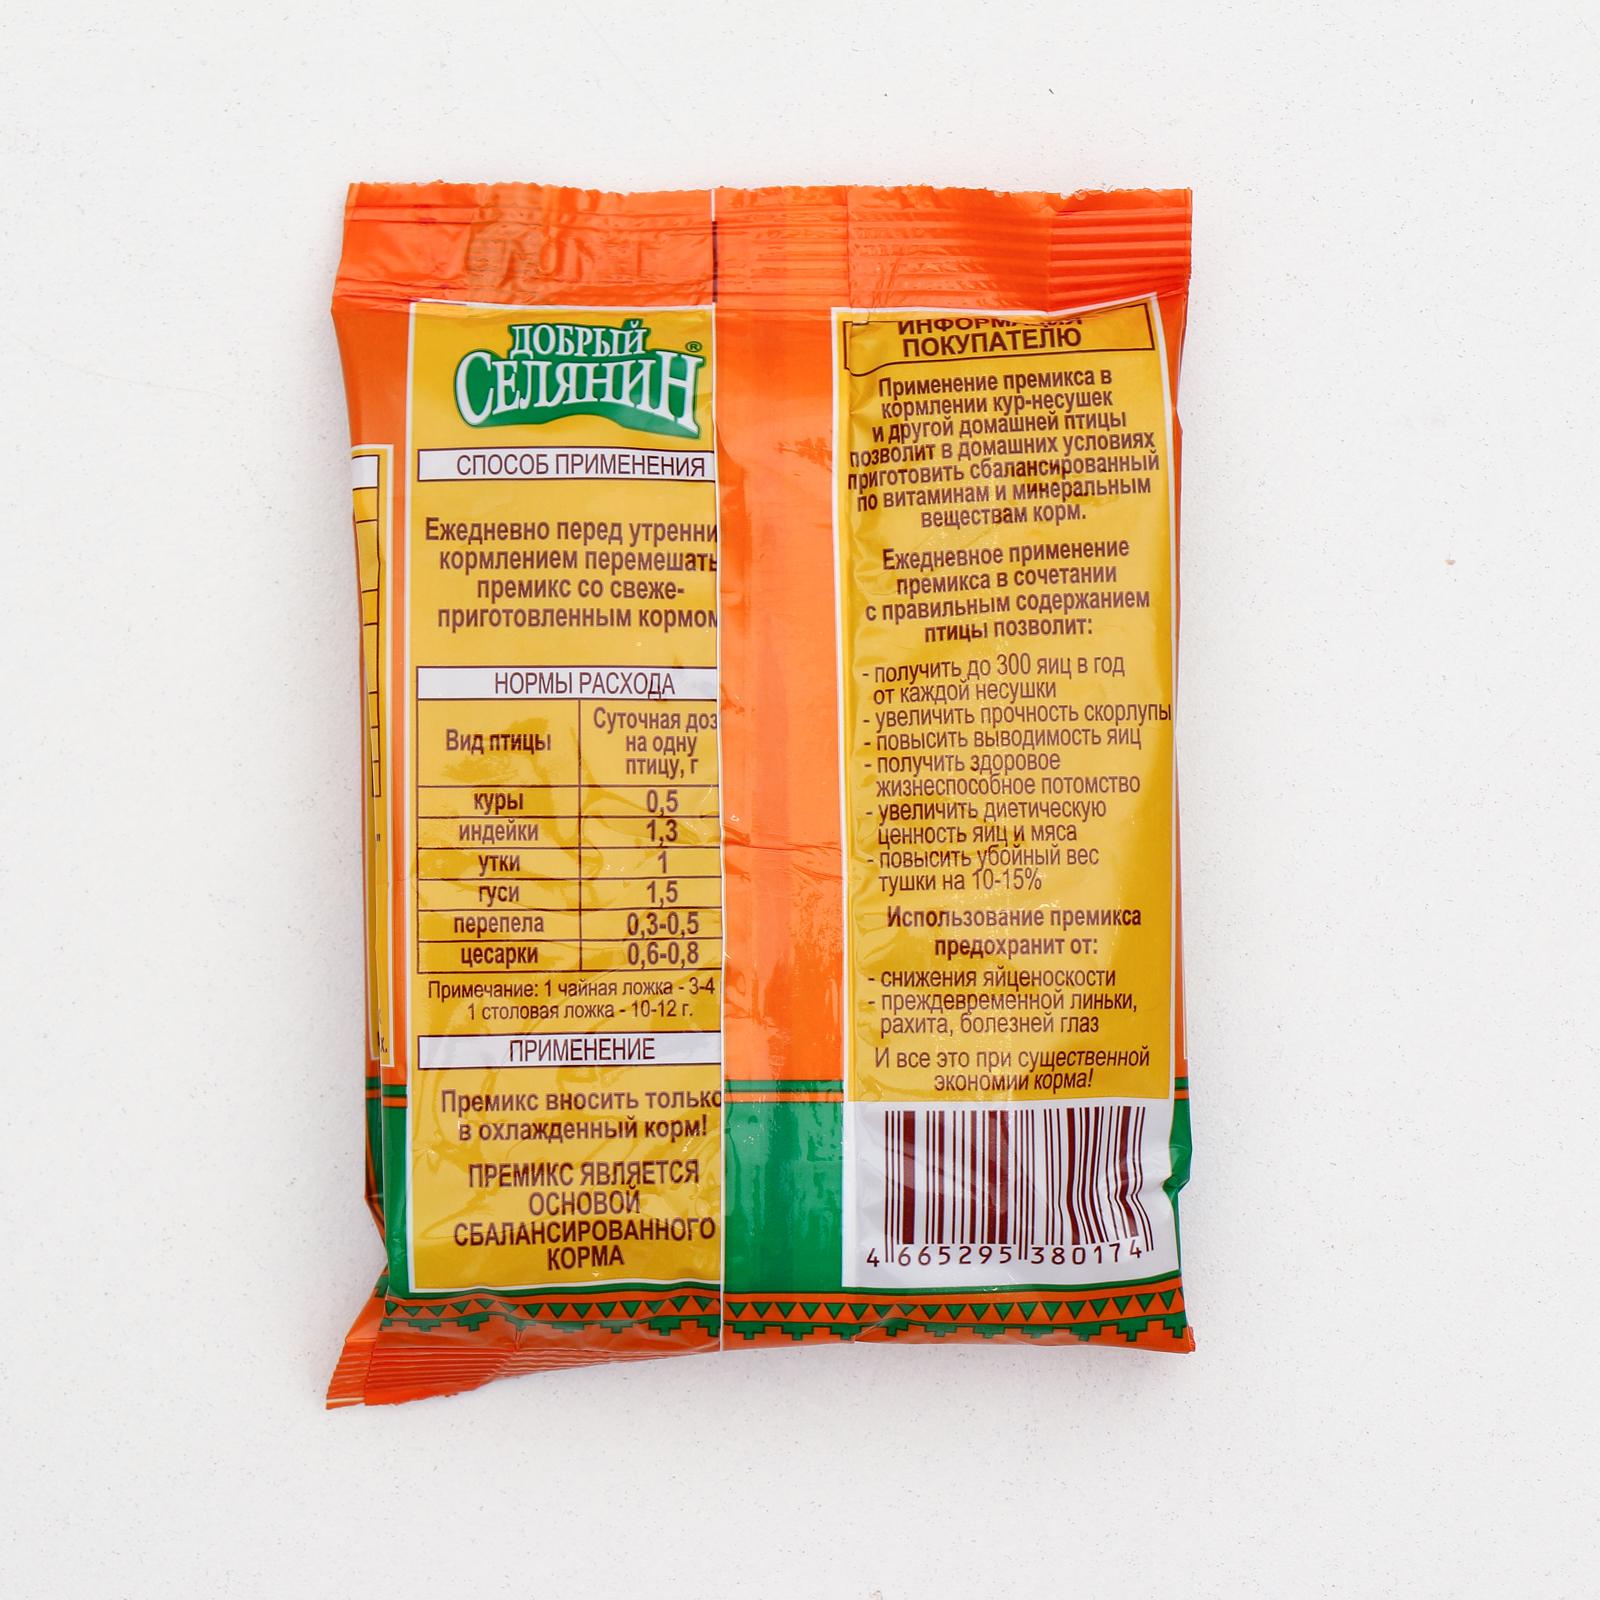 ДОБРЫЙ
СЕЛЯНИН®
СПОСОБ ПРИМЕНЕНИЯ
Ежедневно перед утренни
кормлением перемешать
премикс со свеже-
приготовленным кормом
НОРМЫ РАСХОДА
Вид птицы
Суточная доз
на одну
птицу, г
куры 0,5
индейки 1,3
утки 1
гуси 1,5
перепела 0,3-0,5
цесарки 0,6-0,8
Примечание: 1 чайная ложка - 3-4
1 столовая ложка - 10-12 г.
ПРИМЕНЕНИЕ
Премикс вносить только
в охлажденный корм!
ПРЕМИКС ЯВЛЯЕТСЯ
ОСНОВОЙ
СБАЛАНСИРОВАННОГО
КОРМА
ИНФОРМАЦИЯ
ПОКУПАТЕЛЮ
Применение премикса в
кормлении кур-несушек
и другой домашней птицы
позволит в домашних условиях
приготовить сбалансированный
по витаминам и минеральным
веществам корм.
Ежедневное применение
премикса в сочетании
с правильным содержанием
птицы позволит:
- получить до 300 яиц в год
от каждой несушки
- увеличить прочность скорлупы
- повысить выводимость яиц
- получить здоровое
жизнеспособное потомство
- увеличить диетическую
ценность яиц и мяса
- повысить убойный вес
тушки на 10-15%
Использование премикса
предохранит от:
- снижения яйценоскости
- преждевременной линьки,
рахита, болезней глаз
И все это при существенной
экономии корма!
4 665295 380174